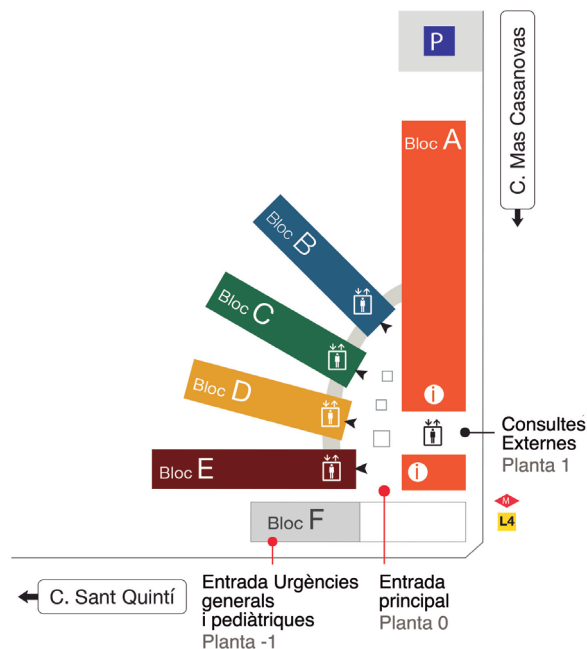 P
Bloc A
C. Mas Casanovas
Bloc B
Bloc C
Bloc D
Bloc E
i
i
Consultes
Externes
Planta 1
M
L4
Bloc F
C. Sant Quintí
Entrada Urgències
generals
i pediàtriques
Planta -1
Entrada
principal
Planta 0